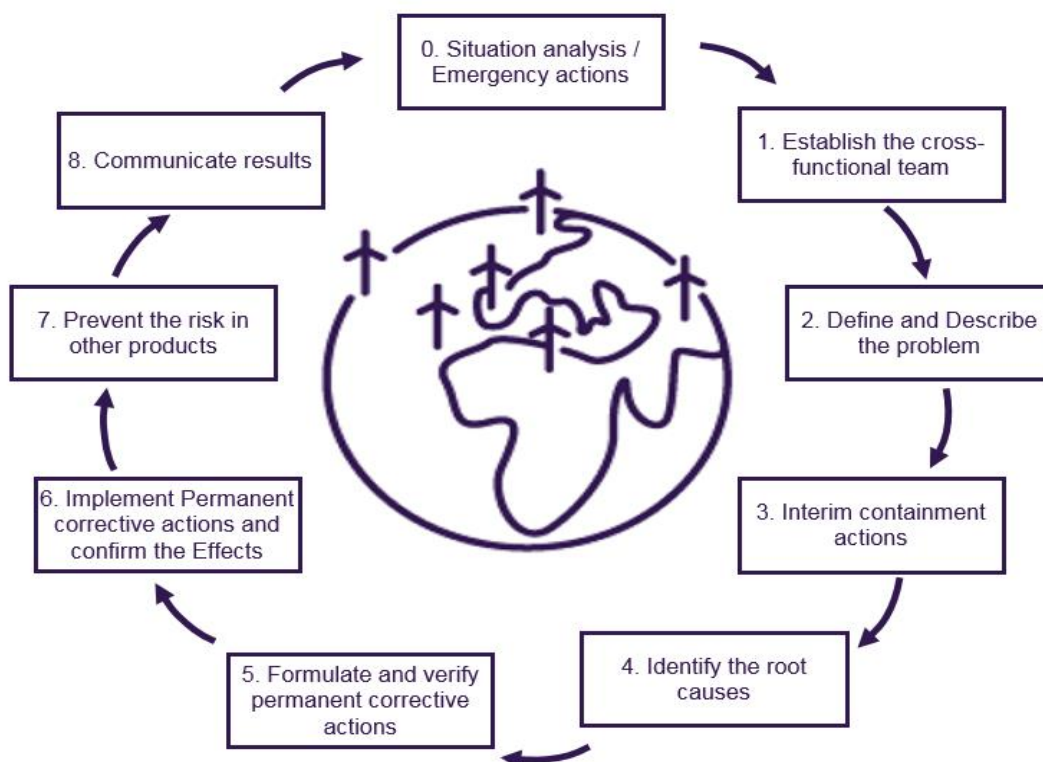 0. Situation analysis /
Emergency actions
1. Establish the cross-
functional team
2. Define and Describe
the problem
3. Interim containment
actions
4. Identify the root
causes
5. Formulate and verify
permanent corrective
actions
6. Implement Permanent
corrective actions and
confirm the Effects
7. Prevent the risk in
other products
8. Communicate results